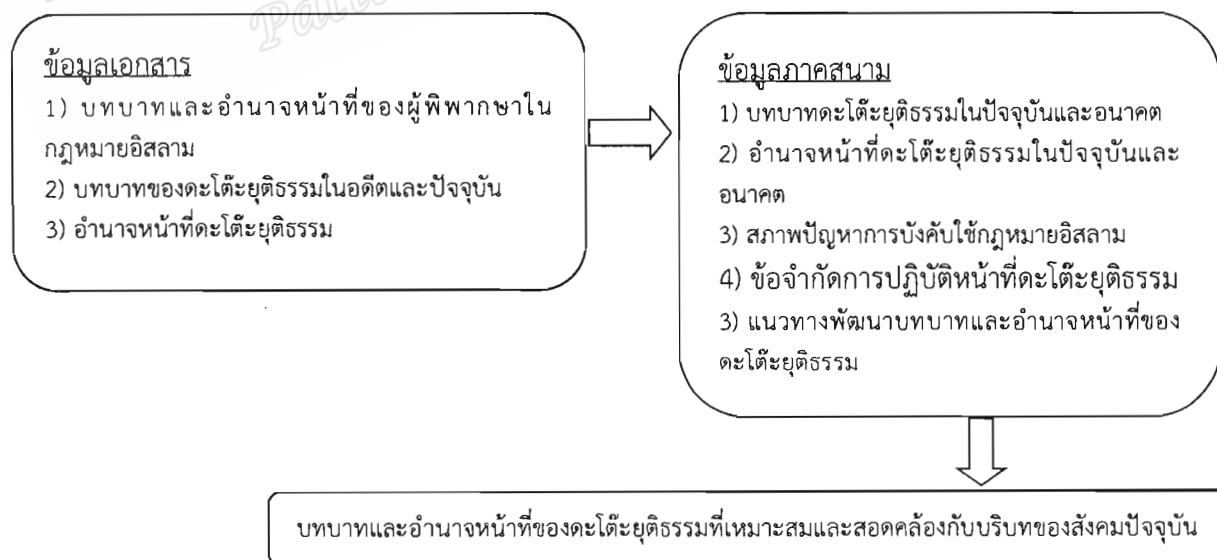 ข้อมูลเอกสาร
1) บทบาทและอำนาจหน้าที่ของผู้พิพากษาใน
กฎหมายอิสลาม
2) บทบาทของดะโต๊ะยุติธรรมในอดีตและปัจจุบัน
3) อำนาจหน้าที่ดะโต๊ะยุติธรรม
ข้อมูลภาคสนาม
1) บทบาทดะโต๊ะยุติธรรมในปัจจุบันและอนาคต
2) อำนาจหน้าที่ดะโต๊ะยุติธรรมในปัจจุบันและ
อนาคต
3) สภาพปัญหาการบังคับใช้กฎหมายอิสลาม
4) ข้อจำกัดการปฏิบัติหน้าที่ดะโต๊ะยุติธรรม
3) แนวทางพัฒนาบทบาทและอำนาจหน้าที่ของ
ดะโต๊ะยุติธรรม
บทบาทและอำนาจหน้าที่ของดะโต๊ะยุติธรรมที่เหมาะสมและสอดคล้องกับบริบทของสังคมปัจจุบัน